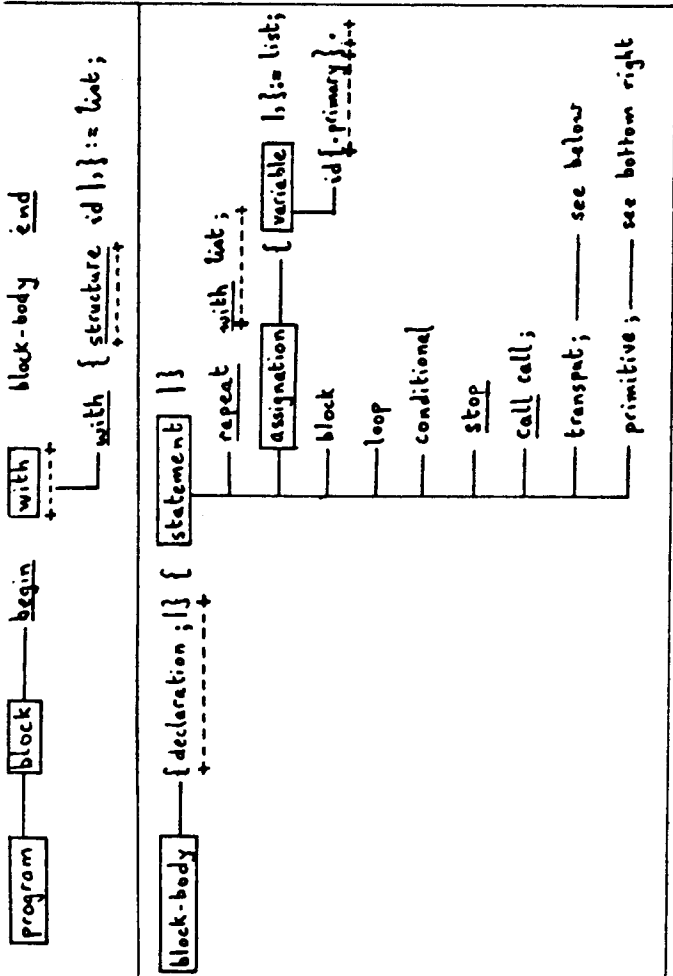 program block begin with block-body end
with { structure id |,} := list;
block-body { declaration ;|} { statement |}
repeat with list;
assignation { variable |,} := list;
block id {.primary}.
loop
conditional
stop
call call;
transput; see below
primitive; see bottom right